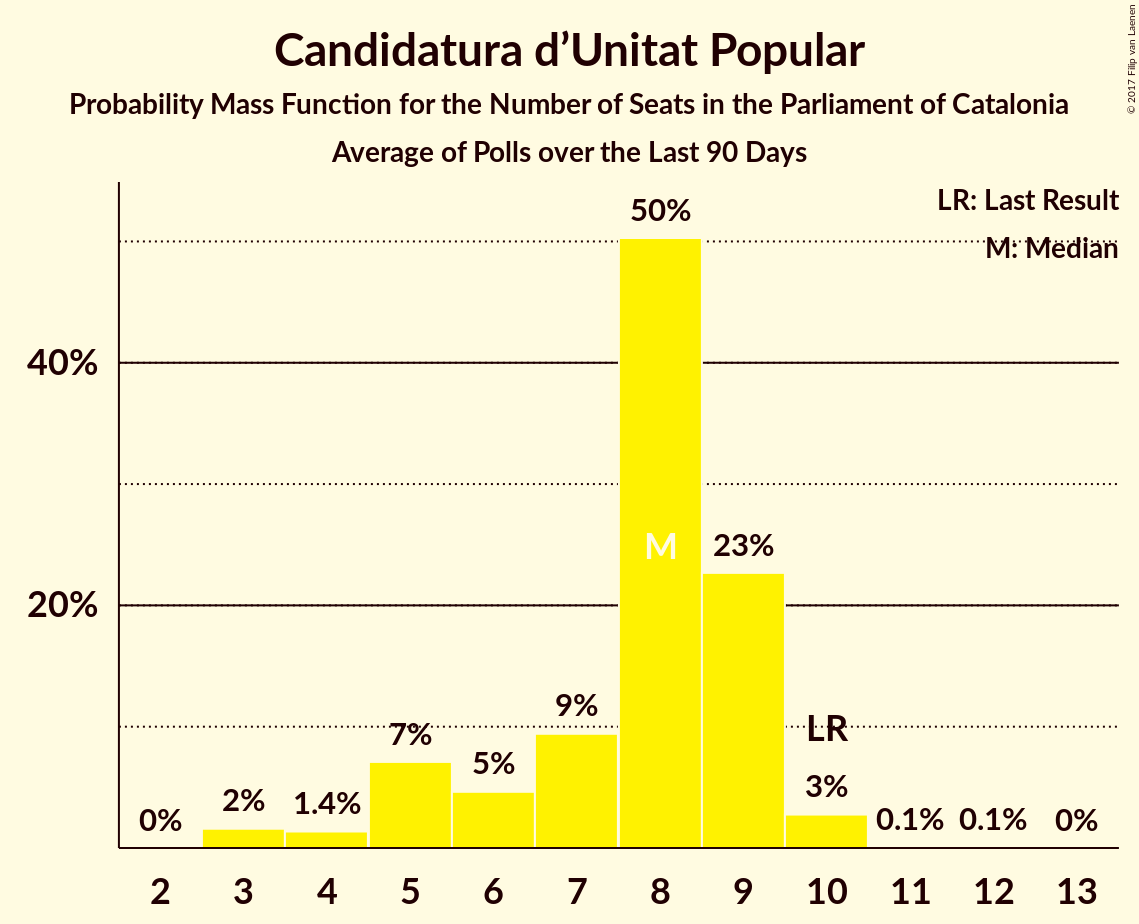 Candidatura d’Unitat Popular
Probability Mass Function for the Number of Seats in the Parliament of Catalonia
Average of Polls over the Last 90 Days
© 2017 Filip van Laenen
LR: Last Result
M: Median
40%
20%
0%
2%
1.4%
7%
5%
9%
50%
M
23%
LR
3%
0.1%
0.1%
0%
2 3 4 5 6 7 8 9 10 11 12 13